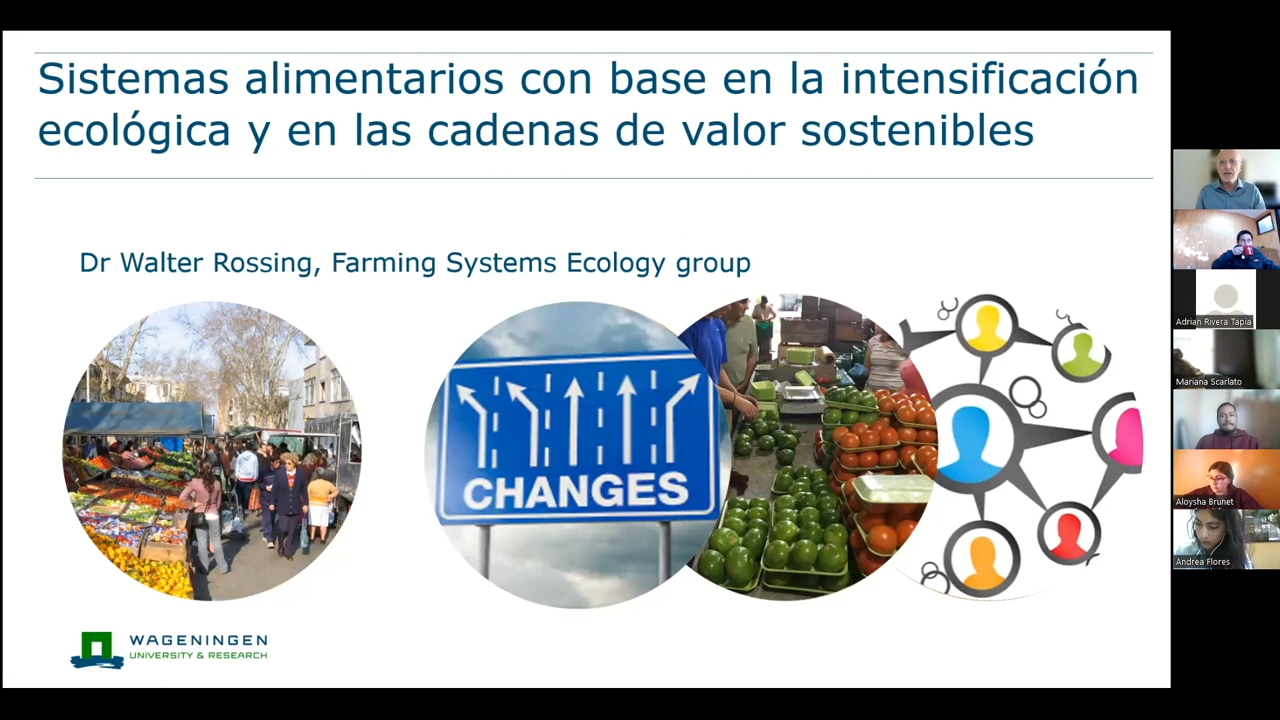 Sistemas alimentarios con base en la intensificación
ecológica y en las cadenas de valor sostenibles
Dr Walter Rossing, Farming Systems Ecology group
CHANGES
WAGENINGEN
UNIVERSITY & RESEARCH
Adrian Rivera Tapia
Mariana Scarlato
Aloysha Brunet
Andrea Flores